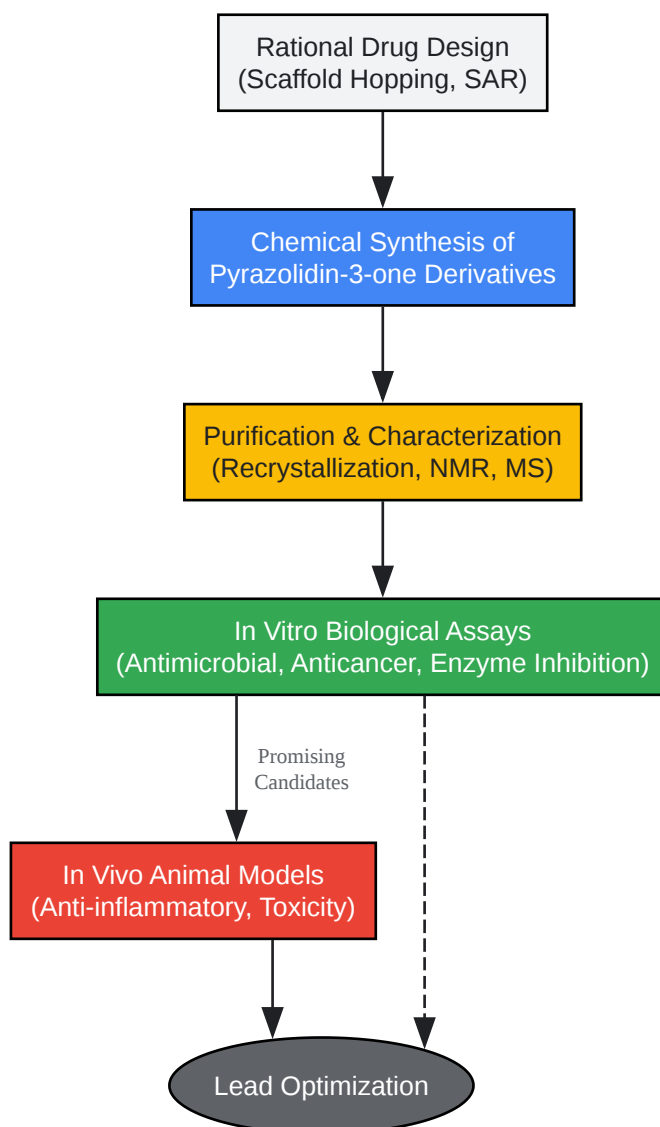 Rational Drug Design
(Scaffold Hopping, SAR)
Chemical Synthesis of
Pyrazolidin-3-one Derivatives
Purification & Characterization
(Recrystallization, NMR, MS)
In Vitro Biological Assays
(Antimicrobial, Anticancer, Enzyme Inhibition)
Promising
Candidates
In Vivo Animal Models
(Anti-inflammatory, Toxicity)
Lead Optimization